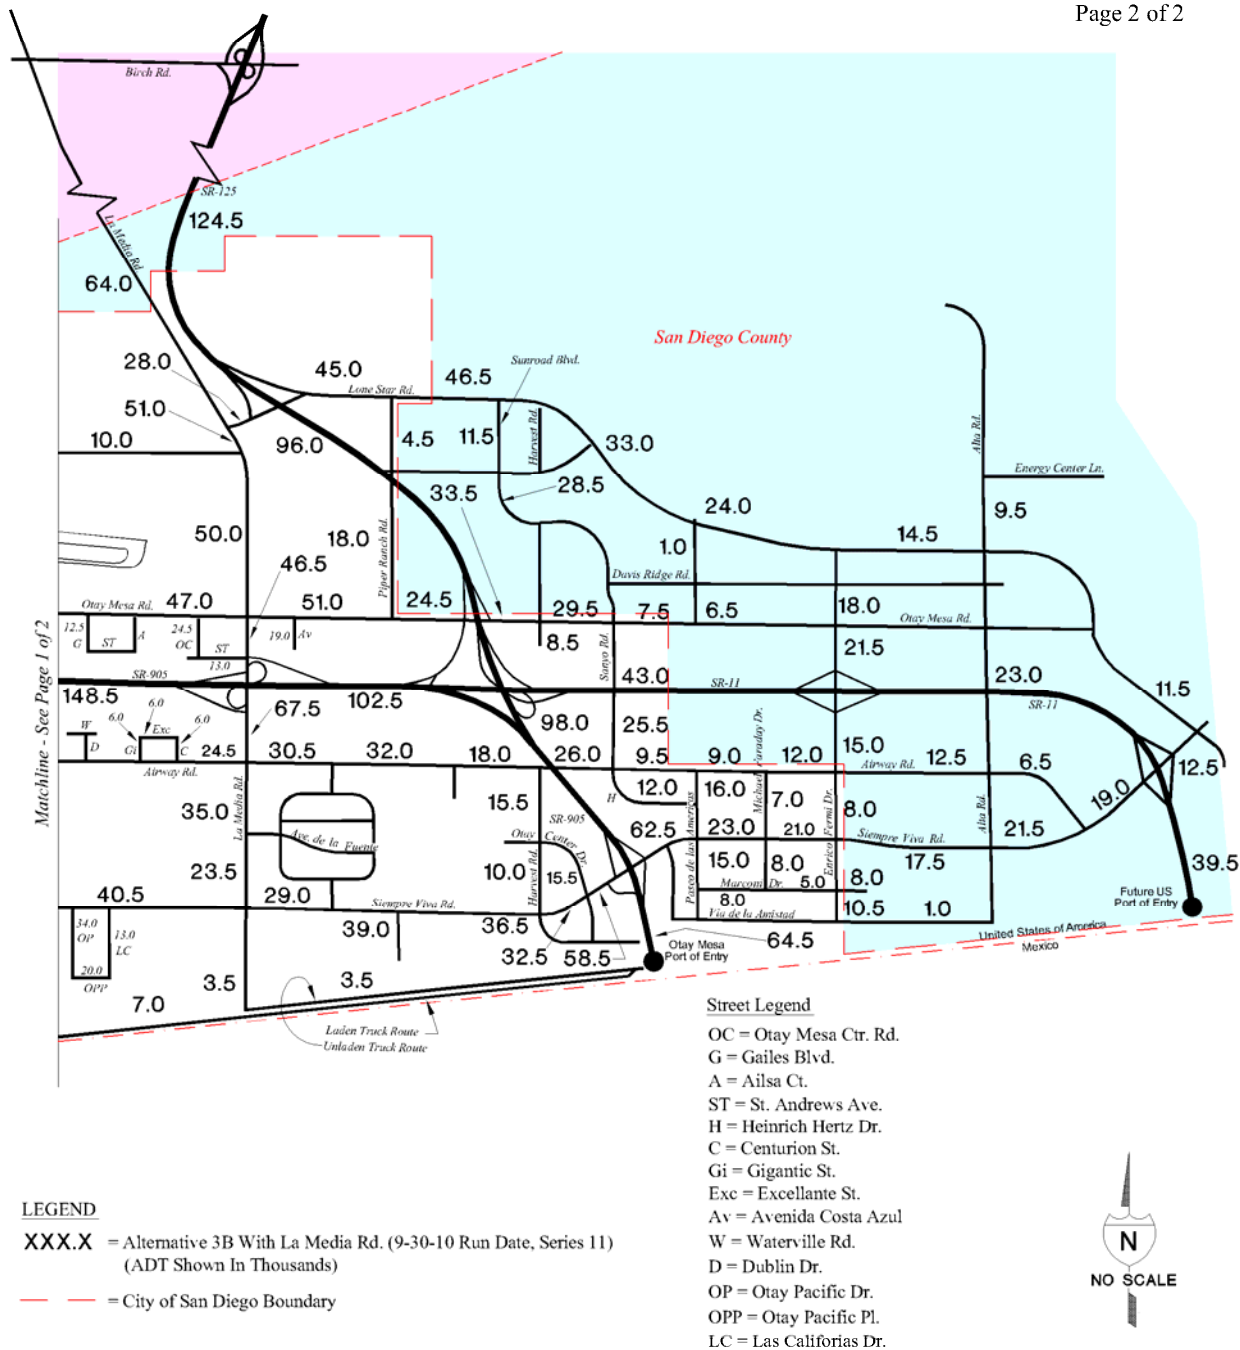 Page 2 of 2
Birch Rd.
SR-125
124.5
La Media Rd.
64.0
San Diego County
28.0
45.0
46.5
Sunroad Blvd.
Lone Star Rd.
51.0
10.0
96.0
4.5
11.5
Harvest Rd.
33.0
Alta Rd.
Energy Center Ln.
33.5
28.5
24.0
9.5
50.0
18.0
Piper Ranch Rd.
1.0
14.5
46.5
Davis Ridge Rd.
Otay Mesa Rd.
47.0
51.0
24.5
29.5
7.5
6.5
18.0
Otay Mesa Rd.
12.5
G
ST
A
24.5
OC
ST
19.0
Av
8.5
Sanyo Rd.
21.5
13.0
SR-905
148.5
102.5
43.0
SR-11
23.0
SR-11
11.5
6.0
6.0
6.0
67.5
98.0
25.5
W
D
Gi
Exc
C
24.5
30.5
32.0
18.0
26.0
9.5
9.0
Michael Faraday Dr.
12.0
15.0
12.5
6.5
12.5
Airway Rd.
Airway Rd.
Matchline - See Page 1 of 2
35.0
La Media Rd.
15.5
H
12.0
16.0
7.0
8.0
19.0
SR-905
62.5
Paseo de las Americas
23.0
21.0
Enrico Fermi Dr.
Siempre Viva Rd.
Alta Rd.
21.5
Ave. de la Fuente
Otay Center Dr.
23.5
10.0
Harvest Rd.
15.5
15.0
8.0
17.5
39.5
40.5
29.0
Marconi Dr.
5.0
8.0
8.0
Future US
Port of Entry
Siempre Viva Rd.
Via de la Amistad
10.5
1.0
34.0
OP
13.0
LC
39.0
36.5
20.0
OPP
32.5
58.5
64.5
Otay Mesa
Port of Entry
United States of America
Mexico
3.5
3.5
7.0
Laden Truck Route
Unladen Truck Route
Street Legend
OC = Otay Mesa Ctr. Rd.
G = Gailes Blvd.
A = Ailsa Ct.
ST = St. Andrews Ave.
H = Heinrich Hertz Dr.
C = Centurion St.
Gi = Gigantic St.
Exc = Excellante St.
Av = Avenida Costa Azul
W = Waterville Rd.
D = Dublin Dr.
OP = Otay Pacific Dr.
OPP = Otay Pacific Pl.
LC = Las Califorias Dr.
LEGEND
XXX.X = Alternative 3B With La Media Rd. (9-30-10 Run Date, Series 11)
(ADT Shown In Thousands)
= City of San Diego Boundary
N
NO SCALE